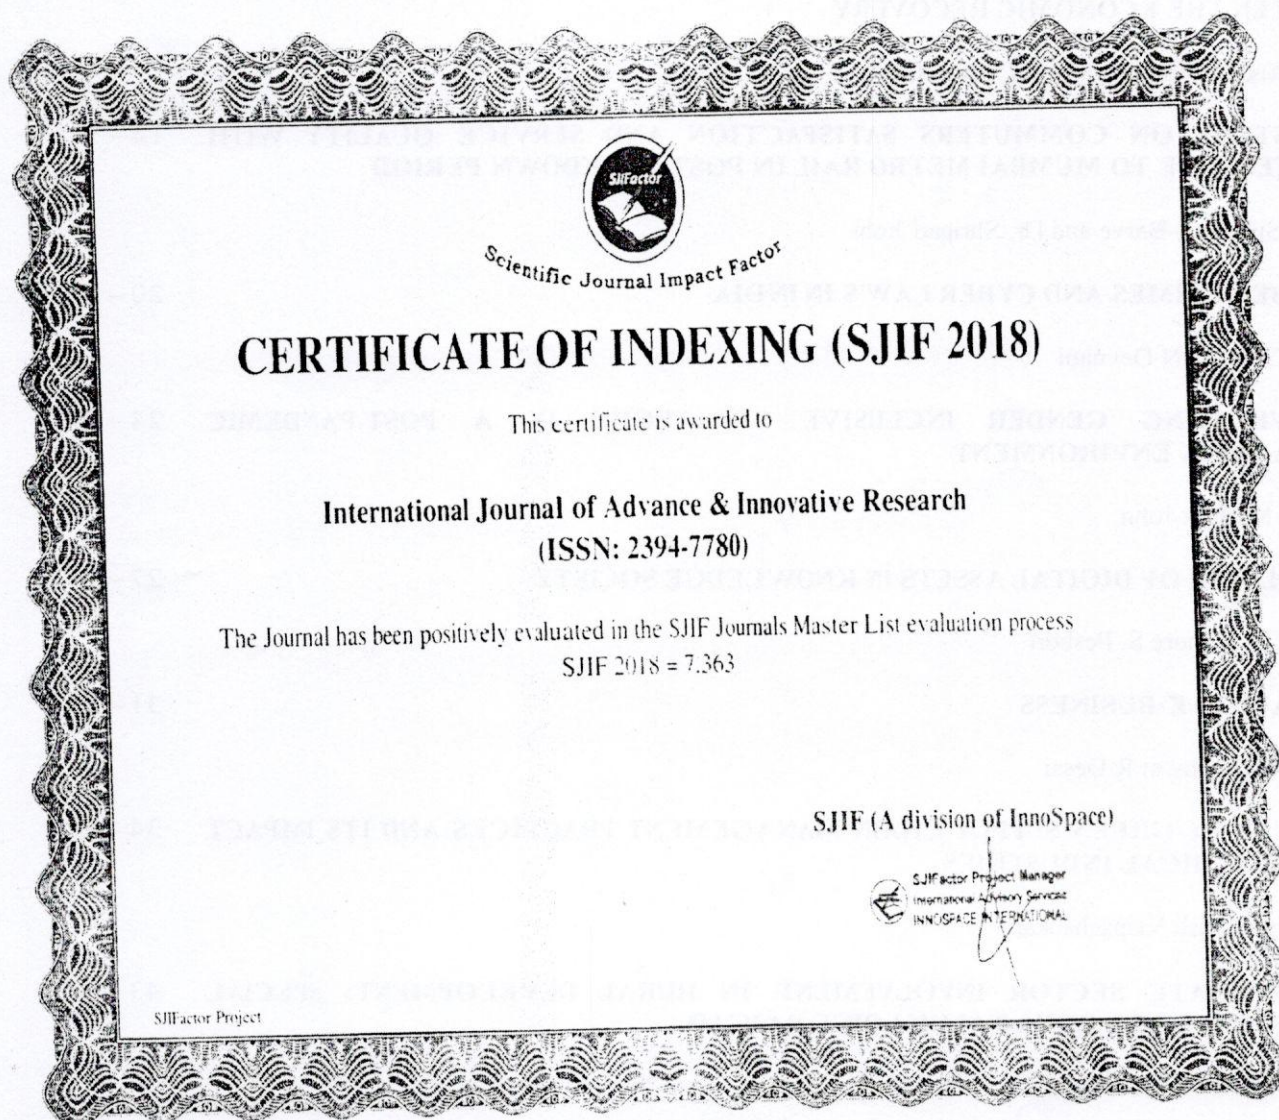 SJIFactor
Scientific Journal Impact Factor
CERTIFICATE OF INDEXING (SJIF 2018)
This certificate is awarded to
International Journal of Advance & Innovative Research
(ISSN: 2394-7780)
The Journal has been positively evaluated in the SJIF Journals Master List evaluation process
SJIF 2018 = 7.363
SJIF (A division of InnoSpace)
SJIFactor Project Manager
International Advisory Services
INNOSPACE INTERNATIONAL
SJIFactor Project